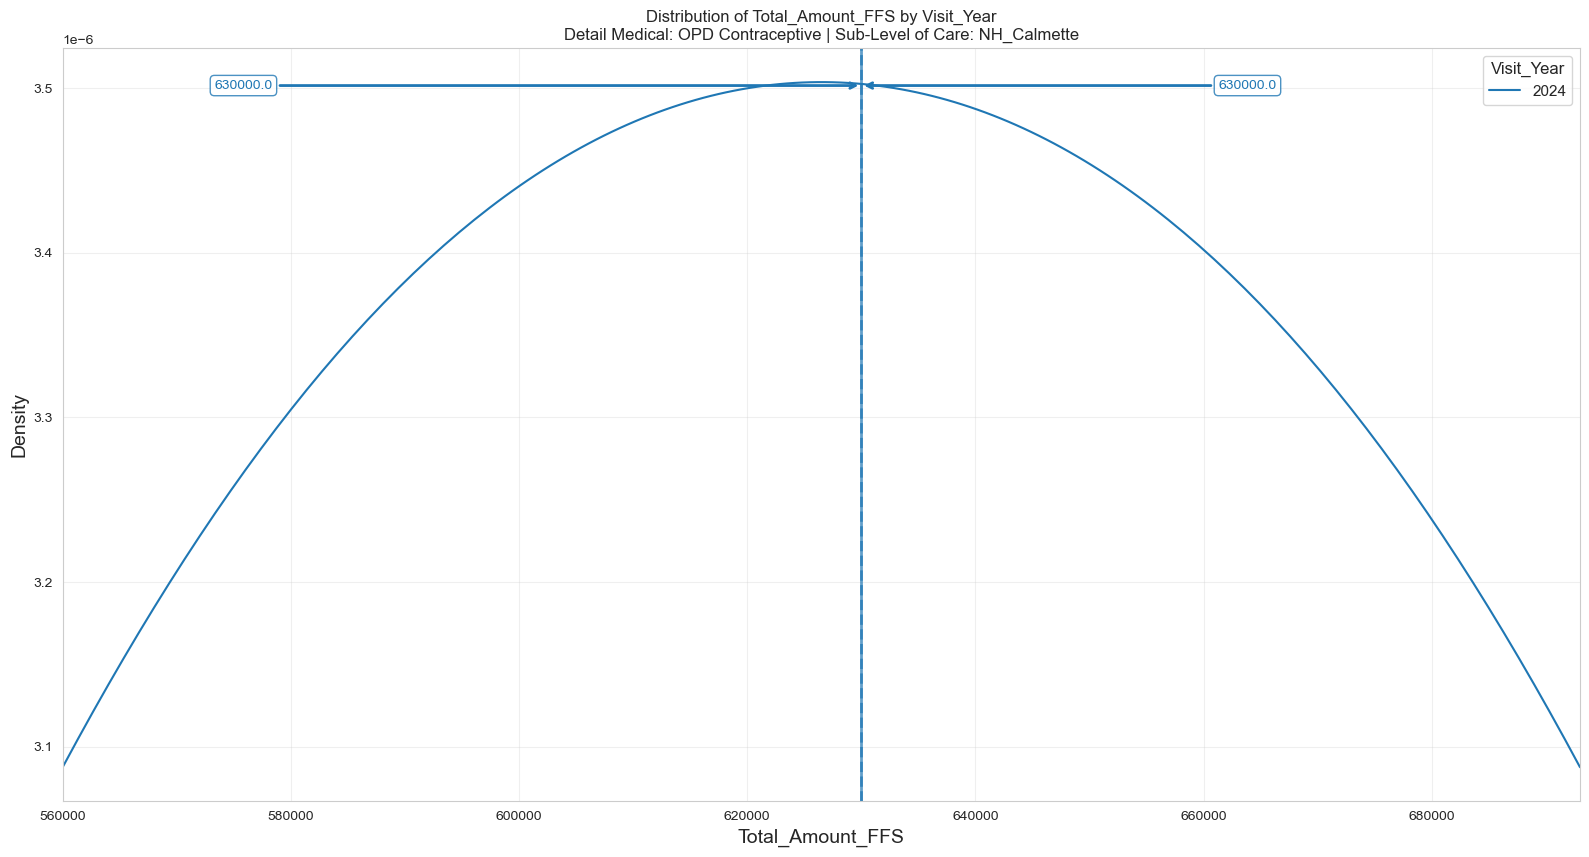 Distribution of Total_Amount_FFS by Visit_Year
Detail Medical: OPD Contraceptive | Sub-Level of Care: NH_Calmette
1e−6
630000.0
630000.0
Visit_Year
2024
3.5
3.4
3.3
3.2
3.1
Density
560000
580000
600000
620000
640000
660000
680000
Total_Amount_FFS